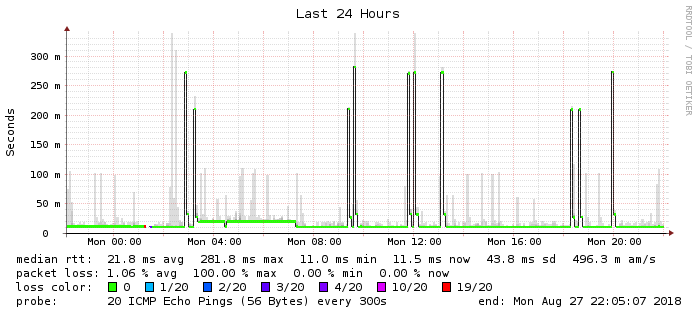 Last 24 Hours
RRDTOOL / TOBI OETIKER
Seconds
300 m
250 m
200 m
150 m
100 m
50 m
0
Mon 00:00 Mon 04:00 Mon 08:00 Mon 12:00 Mon 16:00 Mon 20:00
median rtt: 21.8 ms avg 281.8 ms max 11.0 ms min 11.5 ms now 43.8 ms sd 496.3 m am/s
packet loss: 1.06 % avg 100.00 % max 0.00 % min 0.00 % now
loss color: 0 1/20 2/20 3/20 4/20 10/20 19/20
probe: 20 ICMP Echo Pings (56 Bytes) every 300s end: Mon Aug 27 22:05:07 2018